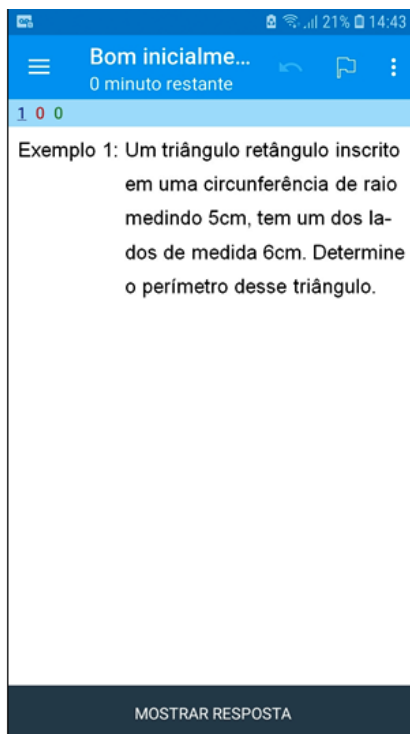 21% 14:43
Bom inicialme...
0 minuto restante
1 0 0
Exemplo 1: Um triângulo retângulo inscrito
em uma circunferência de raio
medindo 5cm, tem um dos la-
dos de medida 6cm. Determine
o perímetro desse triângulo.
MOSTRAR RESPOSTA